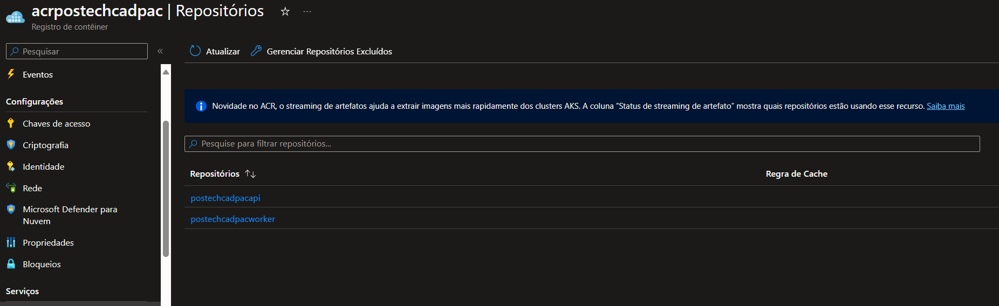 acrpostechcadpac | Repositórios
Registro de contêiner
Pesquisar
Eventos
Configurações
Chaves de acesso
Criptografia
Identidade
Rede
Microsoft Defender para
Nuvem
Propriedades
Bloqueios
Serviços
Atualizar
Gerenciar Repositórios Excluídos
Novidade no ACR, o streaming de artefatos ajuda a extrair imagens mais rapidamente dos clusters AKS. A coluna “Status de streaming de artefato” mostra quais repositórios estão usando esse recurso. Saiba mais
Pesquise para filtrar repositórios...
Repositórios
Regra de Cache
postechcadpacapi
postechcadpacworker